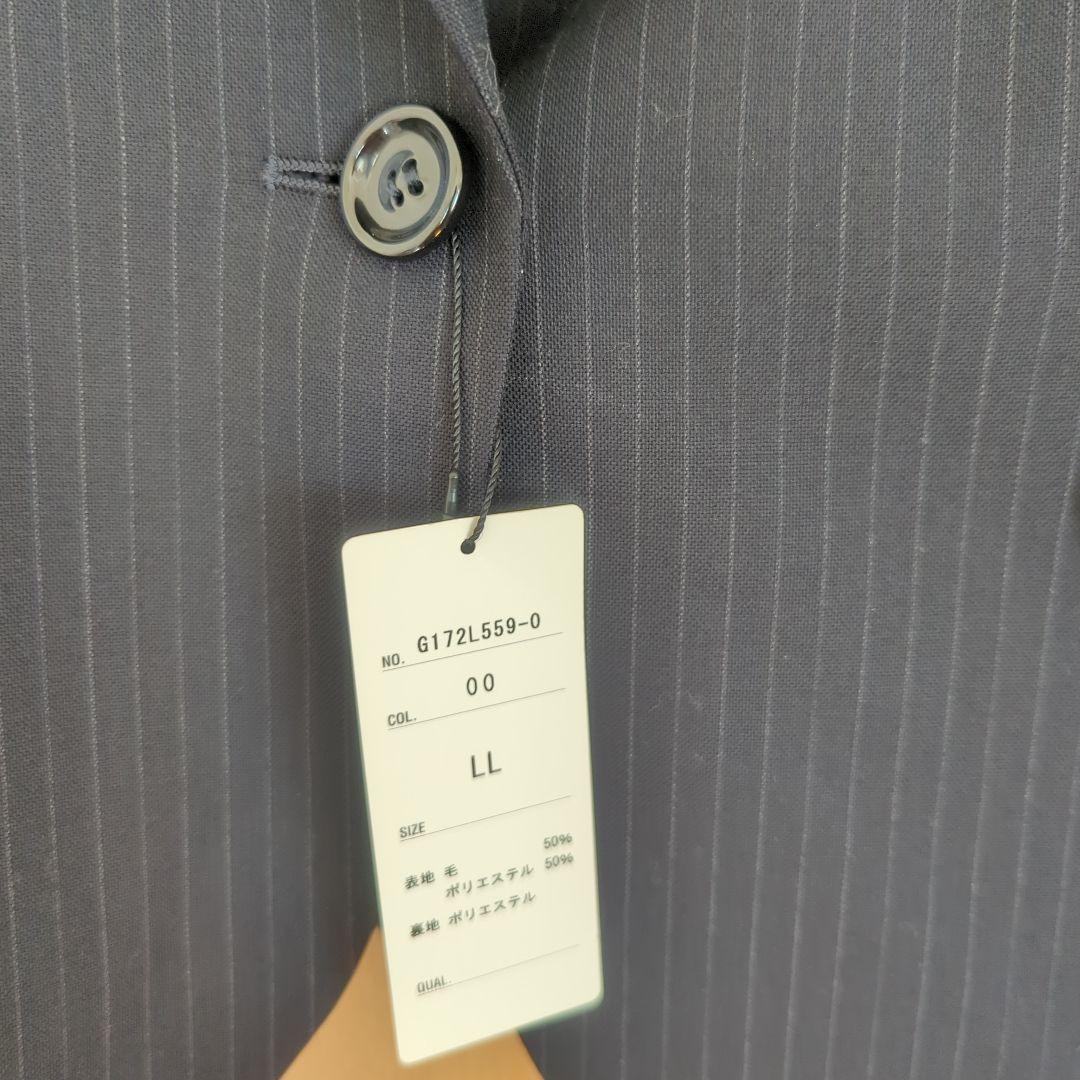 NO. G172L559-0
COL. 00
LL
SIZE
50%
表地 毛
ポリエステル 50%
裏地 ポリエステル
QUAL.